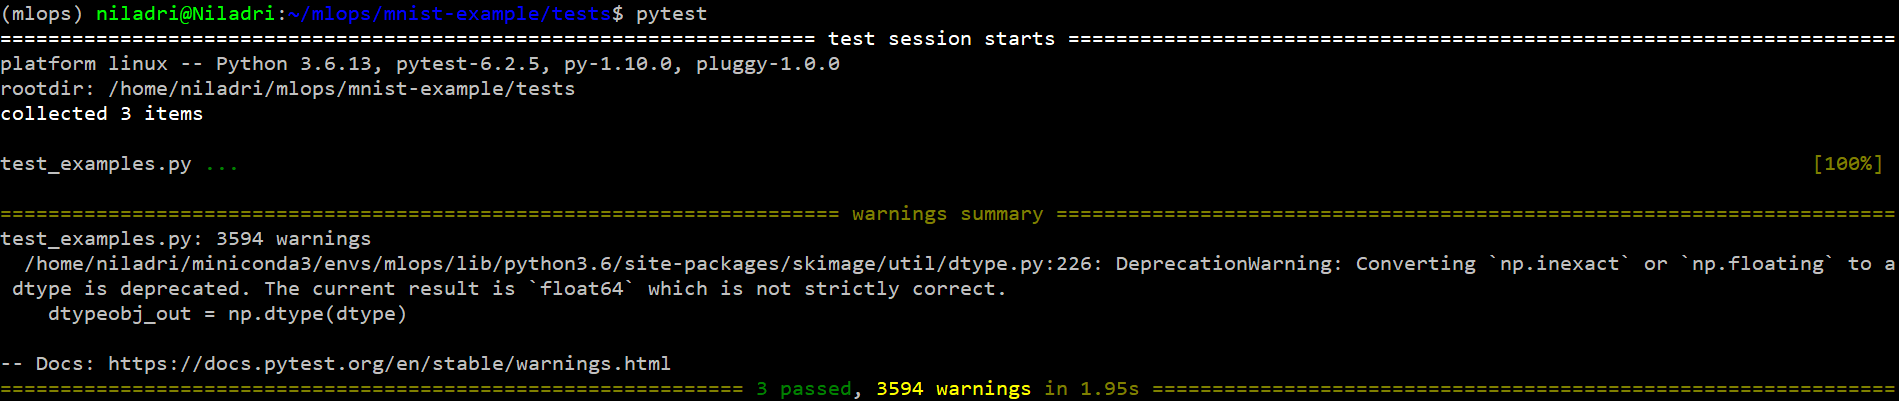 (mlops) niladri@Niladri:~/mlops/mnist-example/tests$ pytest
==================================================================== test session starts =====================================================================
platform linux -- Python 3.6.13, pytest-6.2.5, py-1.10.0, pluggy-1.0.0
rootdir: /home/niladri/mlops/mnist-example/tests
collected 3 items
test_examples.py ... [100%]
====================================================================== warnings summary ======================================================================
test_examples.py: 3594 warnings
/home/niladri/miniconda3/envs/mlops/lib/python3.6/site-packages/skimage/util/dtype.py:226: DeprecationWarning: Converting `np.inexact` or `np.floating` to a
dtype is deprecated. The current result is `float64` which is not strictly correct.
dtypeobj_out = np.dtype(dtype)
-- Docs: https://docs.pytest.org/en/stable/warnings.html
============================================================== 3 passed, 3594 warnings in 1.95s ==============================================================